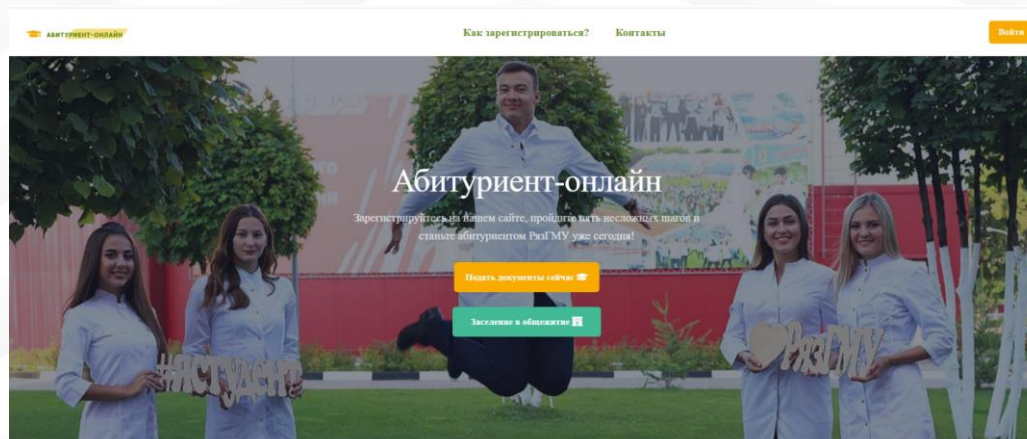 АБИТУРИЕНТ-ОНЛАЙН
Как зарегистрироваться?
Контакты
Войти
Абитуриент-онлайн
Зарегистрируйтесь на нашем сайте, пройдите пять несложных шагов и
станьте абитуриентом РязГМУ уже сегодня!
Подать документы сейчас
Заселение в общежитие
#ЯСТУДЕНТ
РязГМУ